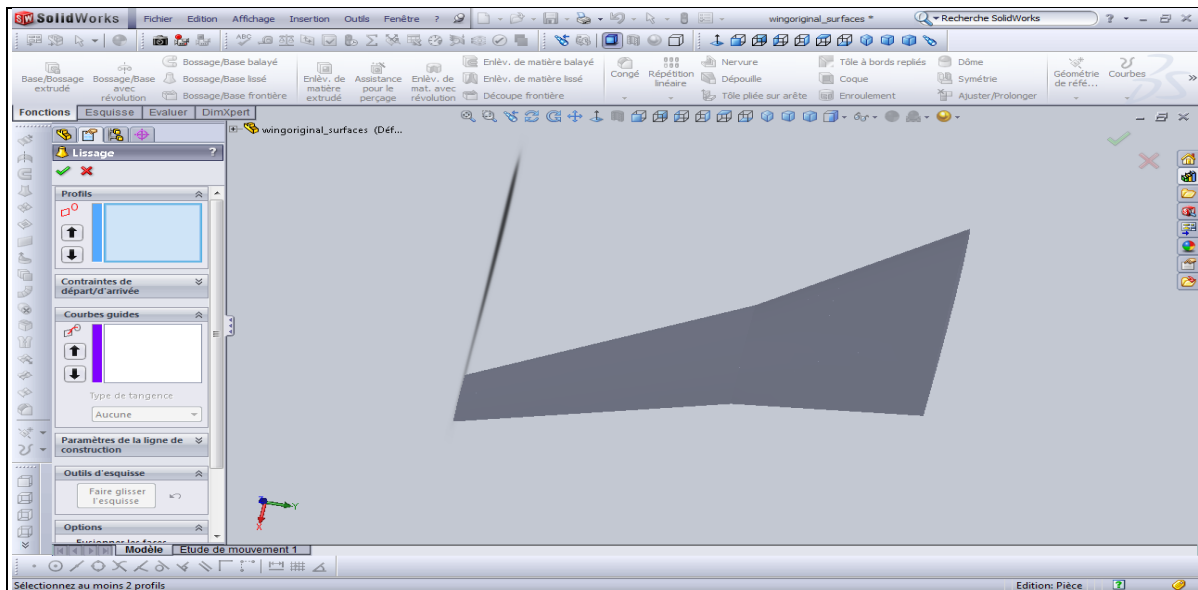 SolidWorks Fichier Edition Affichage Insertion Outils Fenêtre ? wingoriginal_surfaces * Recherche SolidWorks ?
Base/Bossage extrudé
Bossage/Base avec révolution
Bossage/Base balayé
Bossage/Base lissé
Bossage/Base frontière
Enlèv. de matière extrudé
Assistance pour le perçage
Enlèv. de mat. avec révolution
Enlèv. de matière balayé
Enlèv. de matière lissé
Découpe frontière
Congé
Répétition linéaire
Nervure
Dépouille
Tôle pliée sur arête
Tôle à bords repliés
Coque
Enroulement
Dôme
Symétrie
Ajuster/Prolonger
Géométrie de réfé...
Courbes
Fonctions Esquisse Evaluer DimXpert
wingoriginal_surfaces (Déf...
Lissage ?
Profils
Contraintes de
départ/d'arrivée
Courbes guides
Type de tangence
Aucune
Paramètres de la ligne de
construction
Outils d'esquisse
Faire glisser
l'esquisse
Options
Fusionner les faces
Z Y
X
Modèle Etude de mouvement 1
Sélectionnez au moins 2 profils Edition: Pièce ?